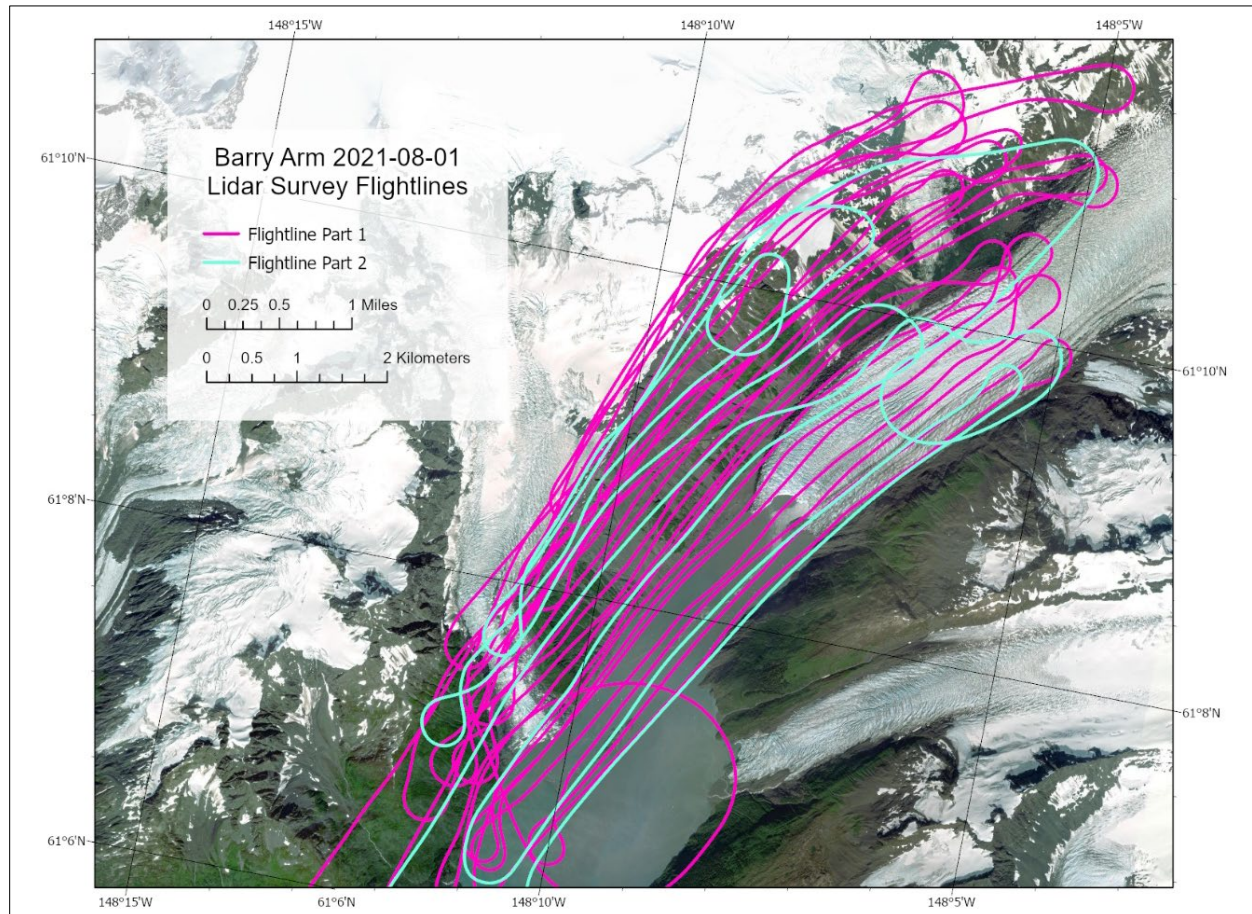 148°15'W 148°10'W 148°5'W
61°10'N
Barry Arm 2021-08-01
Lidar Survey Flightlines
Flightline Part 1
Flightline Part 2
0 0.25 0.5 1 Miles
0 0.5 1 2 Kilometers
61°10'N
61°8'N
61°8'N
61°6'N
148°15'W 61°6'N 148°10'W 148°5'W